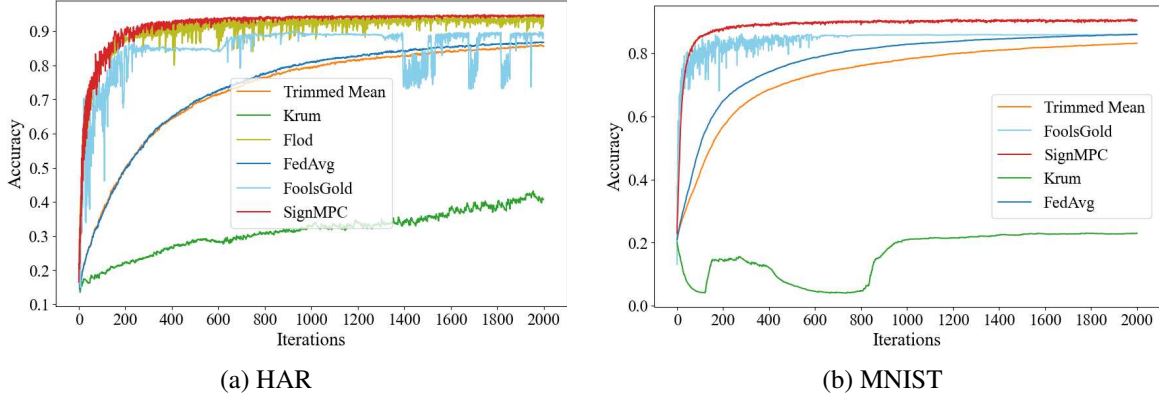 0.9
0.8
0.7
0.6
0.5
0.4
0.3
0.2
0.1
Accuracy
Trimmed Mean
Krum
Flod
FedAvg
FoolsGold
SignMPC
0 200 400 600 800 1000 1200 1400 1600 1800 2000
Iterations
(a) HAR
0.8
0.6
0.4
0.2
0.0
Accuracy
Trimmed Mean
FoolsGold
SignMPC
Krum
FedAvg
0 200 400 600 800 1000 1200 1400 1600 1800 2000
Iterations
(b) MNIST